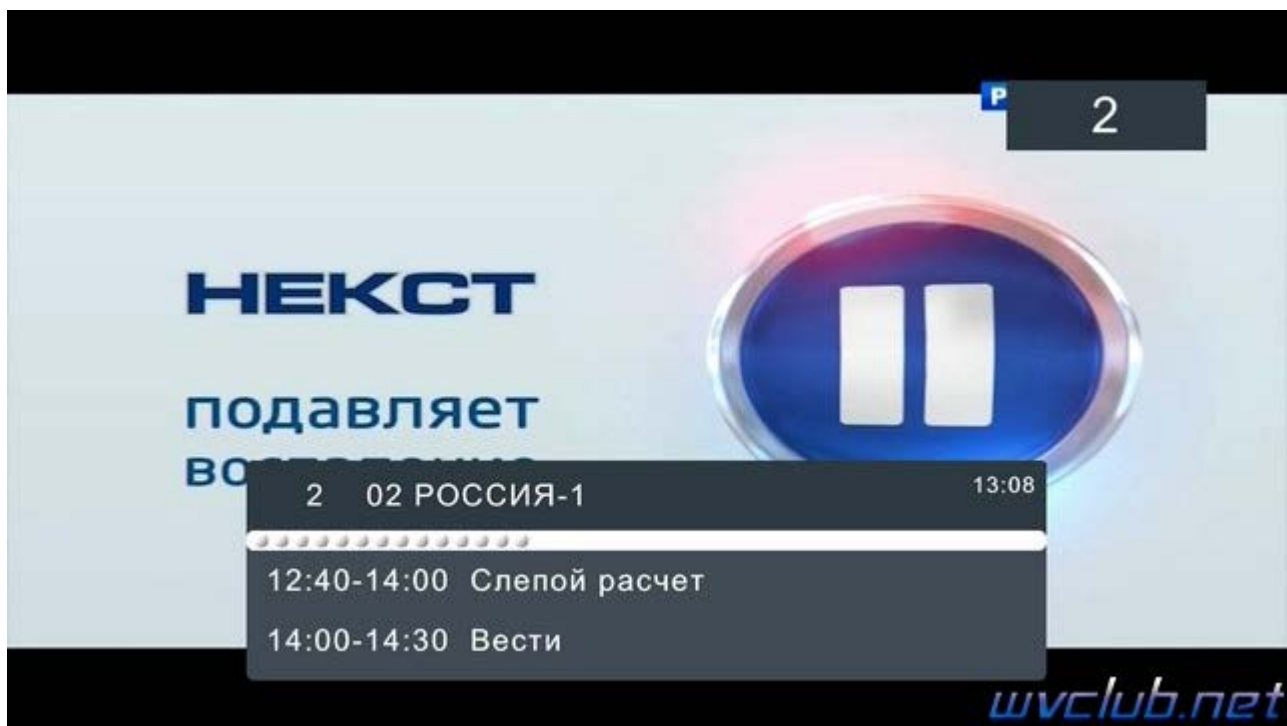 Р
2
НЕКСТ
подавляет
2 02 РОССИЯ-1
13:08
12:40-14:00 Слепой расчет
14:00-14:30 Вести
wvclub.net